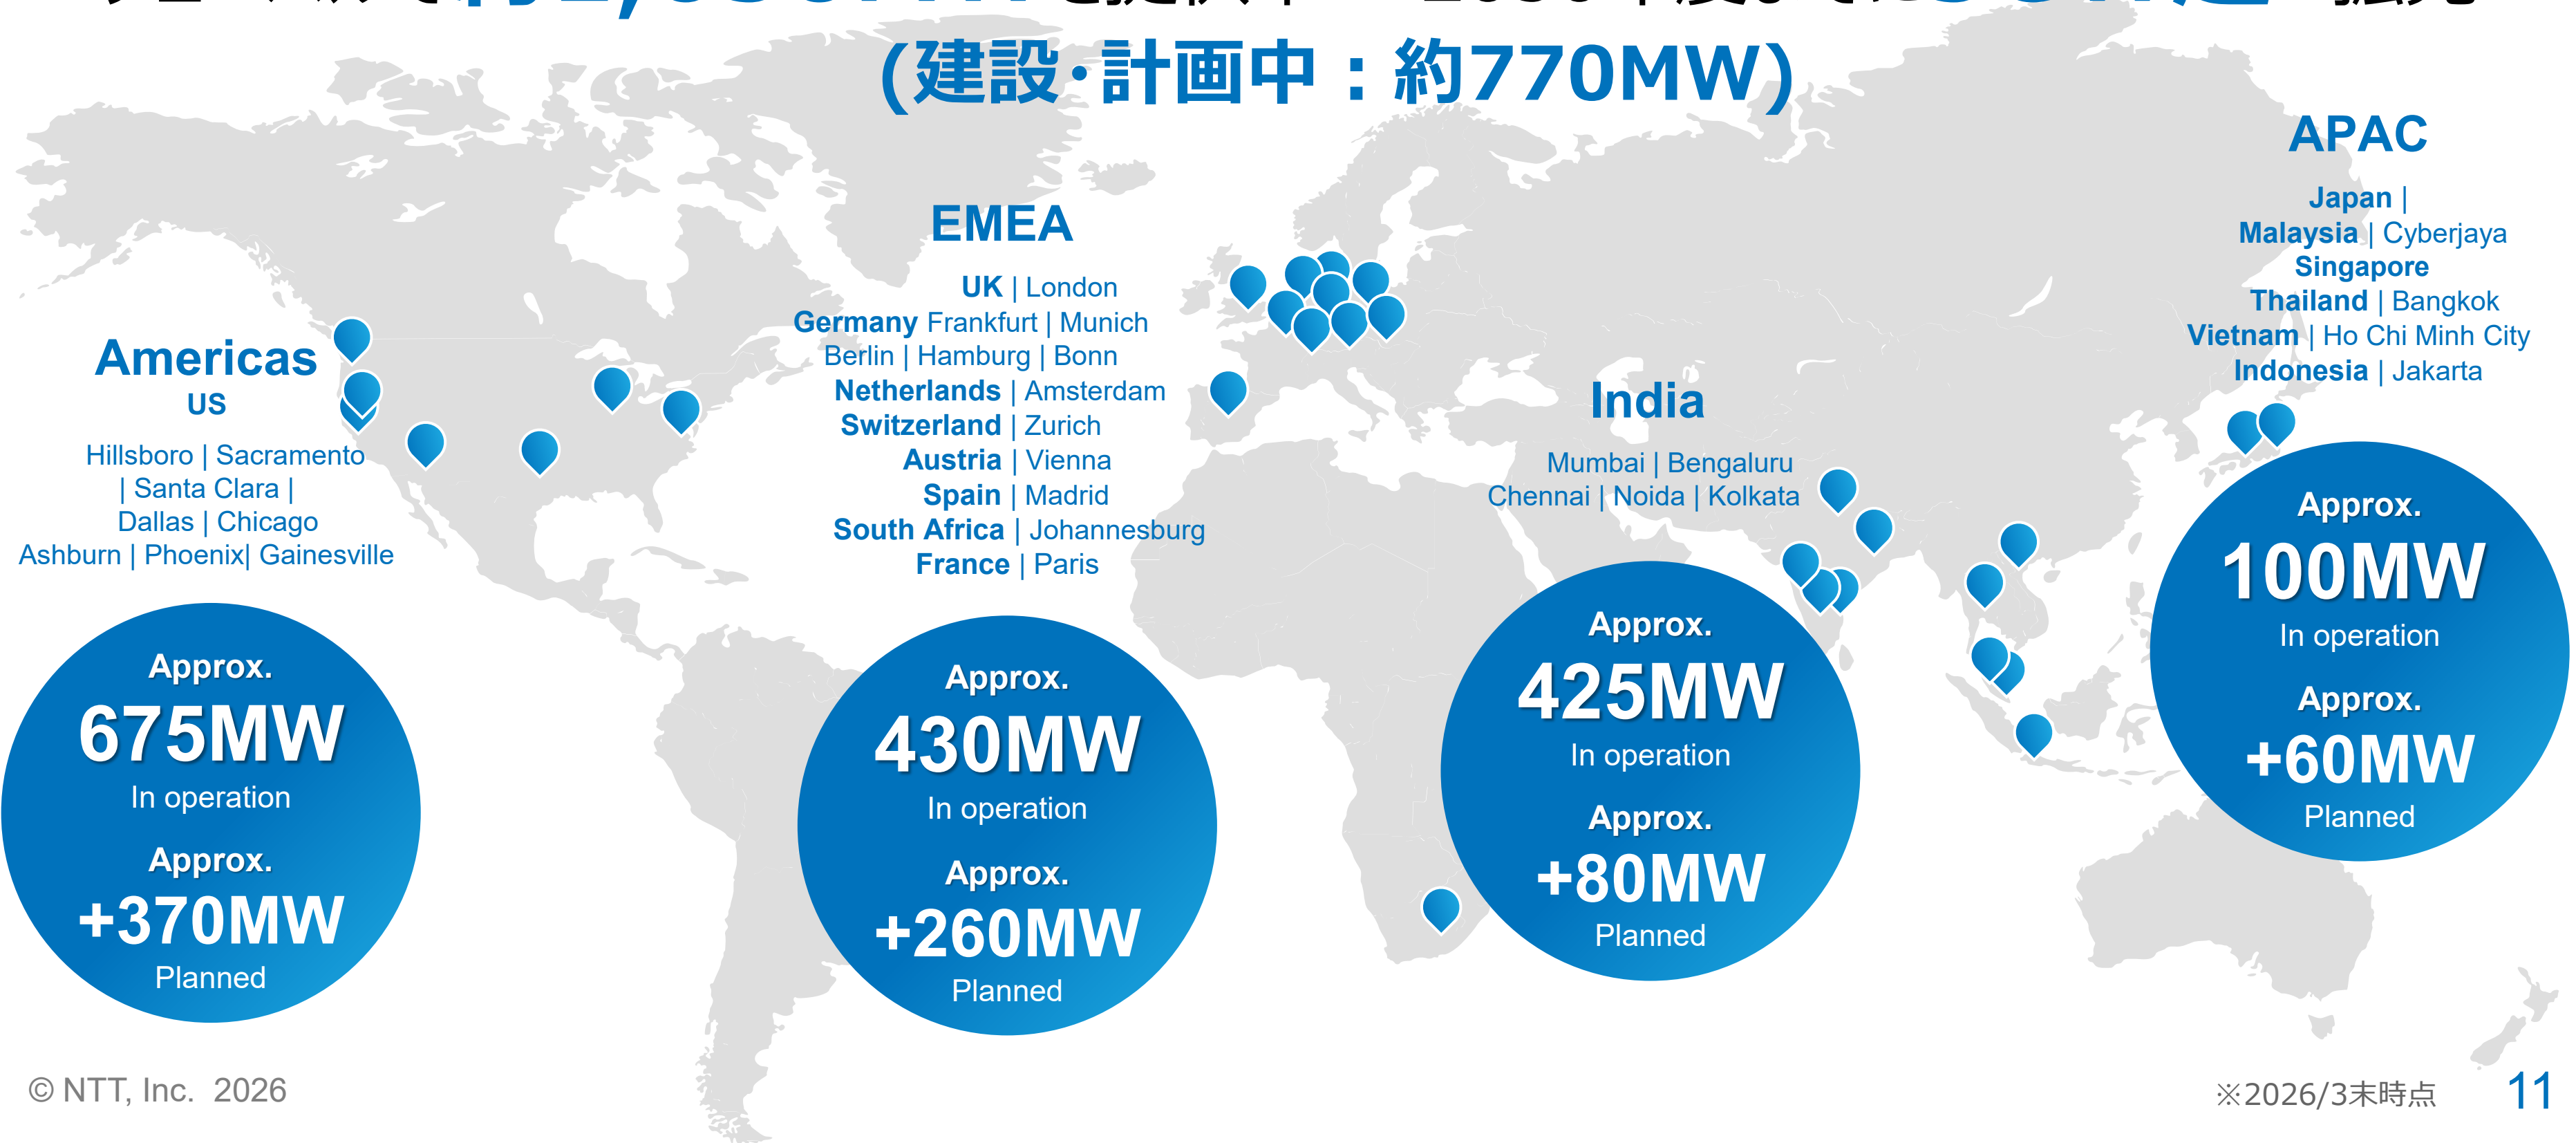 (建設･計画中：約770MW)
APAC
Japan |
Malaysia | Cyberjaya
Singapore
Thailand | Bangkok
Vietnam | Ho Chi Minh City
Indonesia | Jakarta
EMEA
UK | London
Germany Frankfurt | Munich
Berlin | Hamburg | Bonn
Netherlands | Amsterdam
Switzerland | Zurich
Austria | Vienna
Spain | Madrid
South Africa | Johannesburg
France | Paris
Americas
US
Hillsboro | Sacramento
| Santa Clara |
Dallas | Chicago
Ashburn | Phoenix| Gainesville
India
Mumbai | Bengaluru
Chennai | Noida | Kolkata
Approx.
675MW
In operation
Approx.
+370MW
Planned
Approx.
430MW
In operation
Approx.
+260MW
Planned
Approx.
425MW
In operation
Approx.
+80MW
Planned
Approx.
100MW
In operation
Approx.
+60MW
Planned
© NTT, Inc. 2026
※2026/3末時点
11